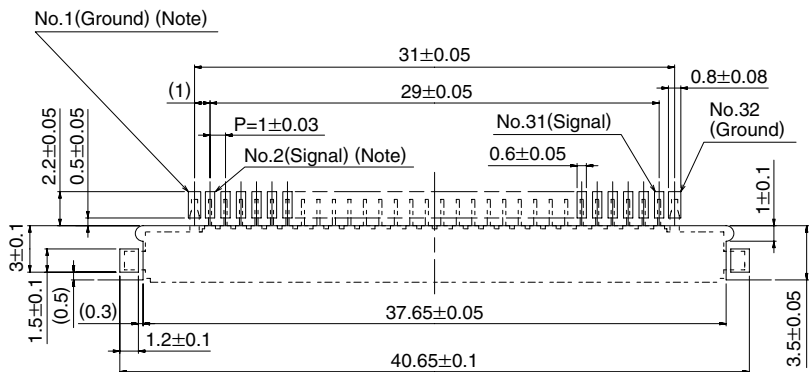 No.1(Ground) (Note)
31±0.05
(1)
29±0.05
0.8±0.08
P=1±0.03
No.31(Signal)
No.32
(Ground)
No.2(Signal) (Note)
0.6±0.05
2.2±0.05
0.5±0.05
1±0.1
3±0.1
1.5±0.1
(0.5)
(0.3)
37.65±0.05
1.2±0.1
3.5±0.05
40.65±0.1